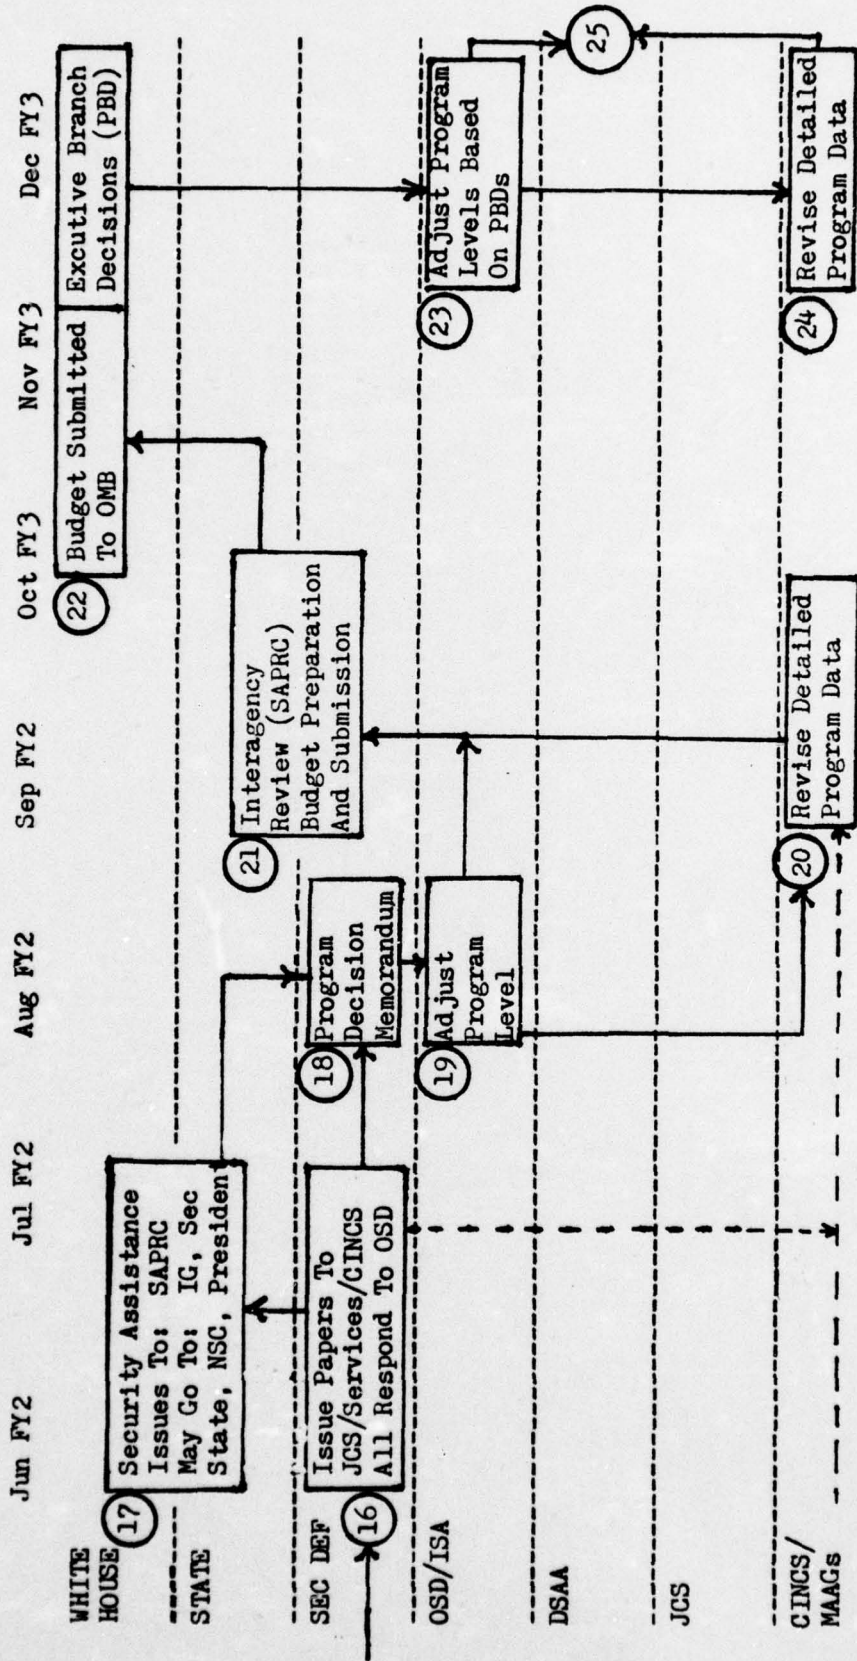 Jun FY2 Jul FY2 Aug FY2 Sep FY2 Oct FY3 Nov FY3 Dec FY3
WHITE
HOUSE
STATE
SEC DEF
OSD/ISA
DSAA
JCS
CINCS/
MAAGs
16
Issue Papers To
JCS/Services/CINCS
All Respond To OSD
17
Security Assistance
Issues To: SAPRC
May Go To: IG, Sec
State, NSC, President
18
Program
Decision
Memorandum
19
Adjust
Program
Level
20
Revise Detailed
Program Data
21
Interagency
Review (SAPRC)
Budget Preparation
And Submission
22
Budget Submitted
To OMB
Excutive Branch
Decisions (PBD)
23
Adjust Program
Levels Based
On PBDs
24
Revise Detailed
Program Data
25